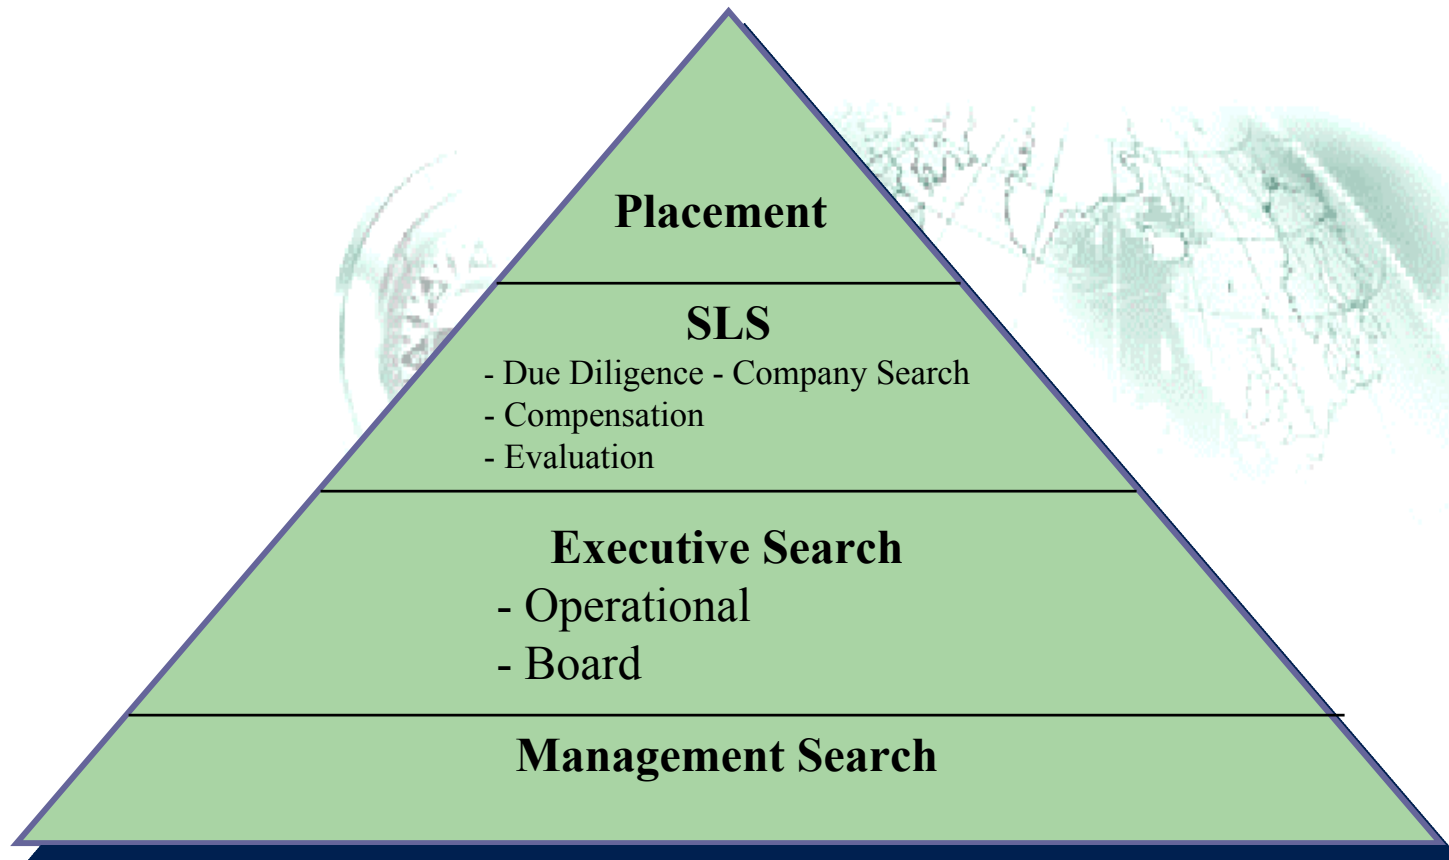 Placement
SLS
- Due Diligence - Company Search
- Compensation
- Evaluation
Executive Search
- Operational
- Board
Management Search